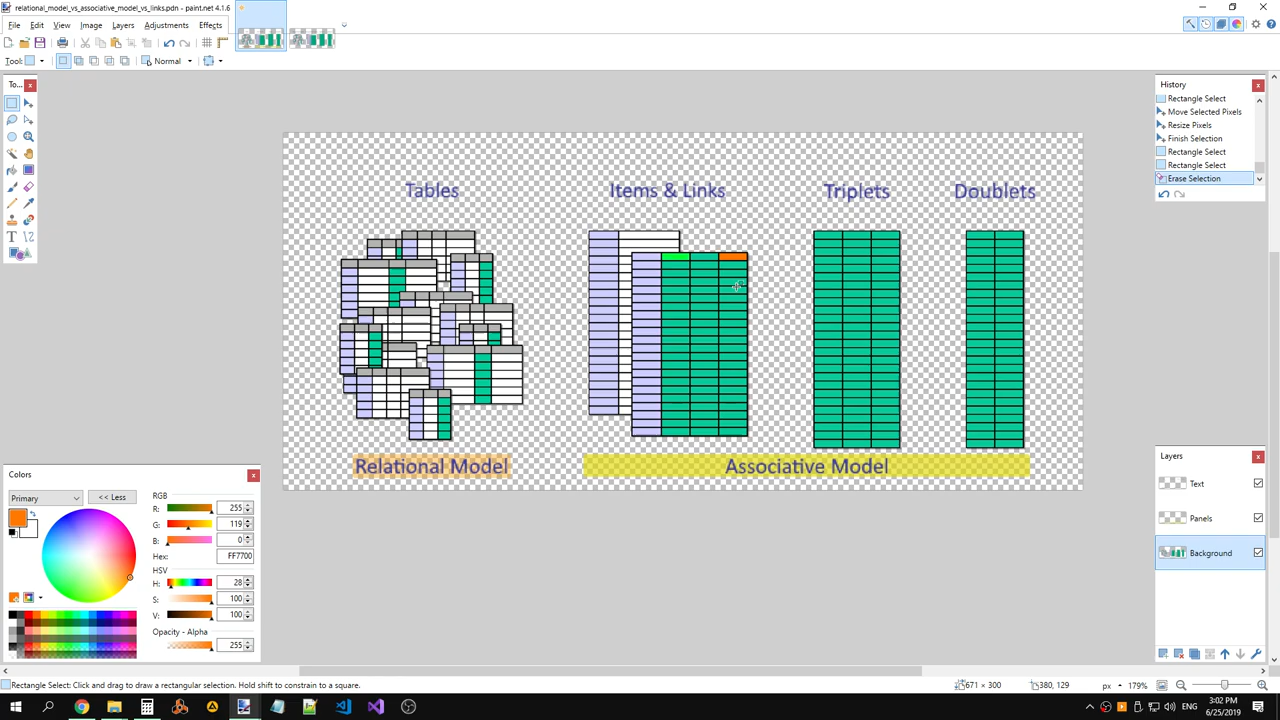 relational_model_vs_associative_model_vs_links.pdn - paint.net 4.1.6
File Edit View Image Layers Adjustments Effects
Tool:
Normal
To...
History
Rectangle Select
Move Selected Pixels
Resize Pixels
Finish Selection
Rectangle Select
Rectangle Select
Erase Selection
Tables
Items & Links
Triplets
Doublets
Relational Model
Associative Model
Layers
Text
Panels
Background
Colors
Primary
<< Less
RGB
R: 255
G: 119
B: 0
Hex: FF7700
HSV
H: 28
S: 100
V: 100
Opacity - Alpha
255
Rectangle Select: Click and drag to draw a rectangular selection. Hold shift to constrain to a square.
671 × 300
380, 129
px
179%
ENG
3:02 PM
6/25/2019